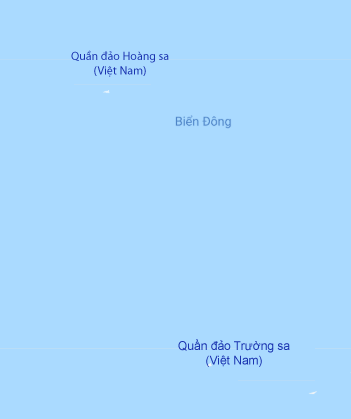 Quần đảo Hoàng sa
(Việt Nam)
Biển Đông
Quần đảo Trường sa
(Việt Nam)